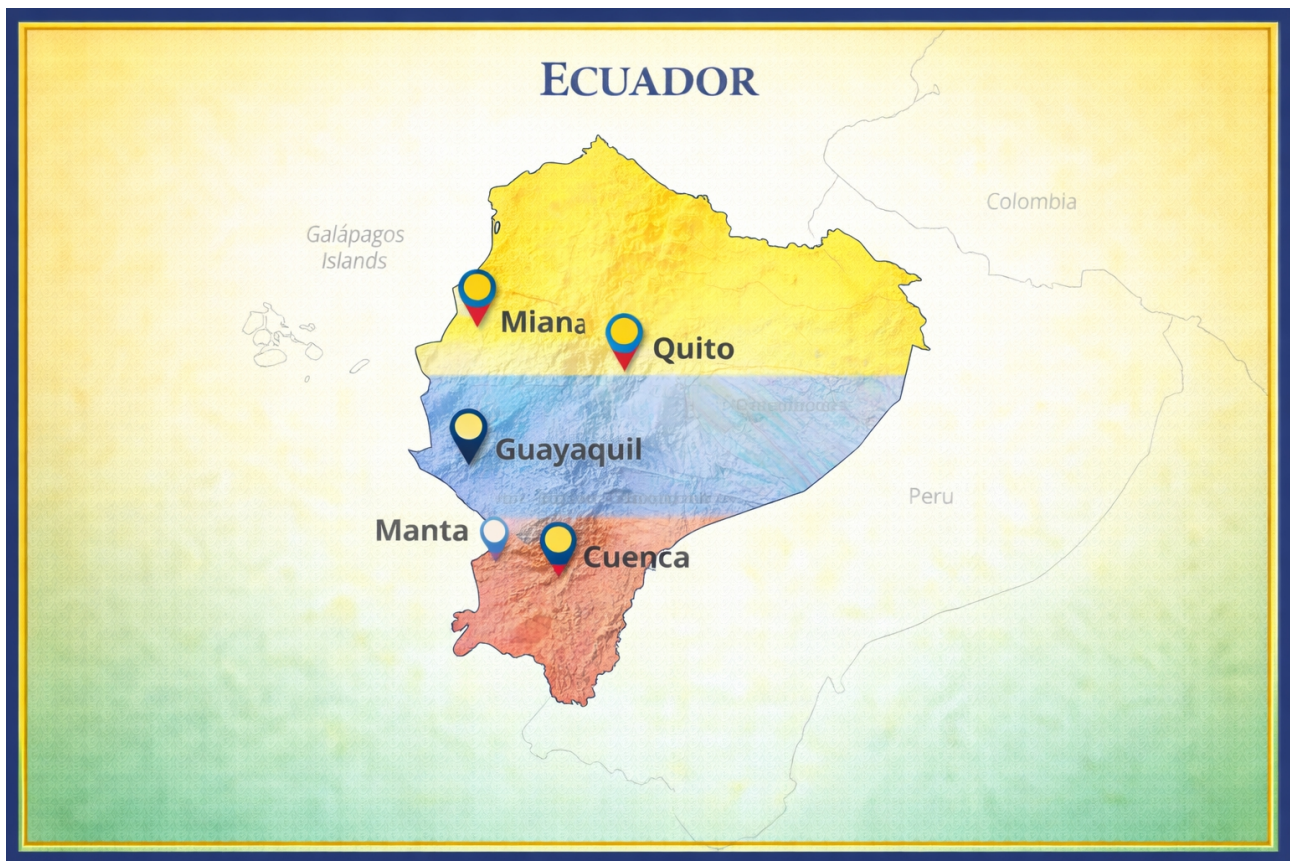 ECUADOR
Colombia
Galápagos
Islands
Miana
Quito
Guayaquil
Peru
Manta
Cuenca